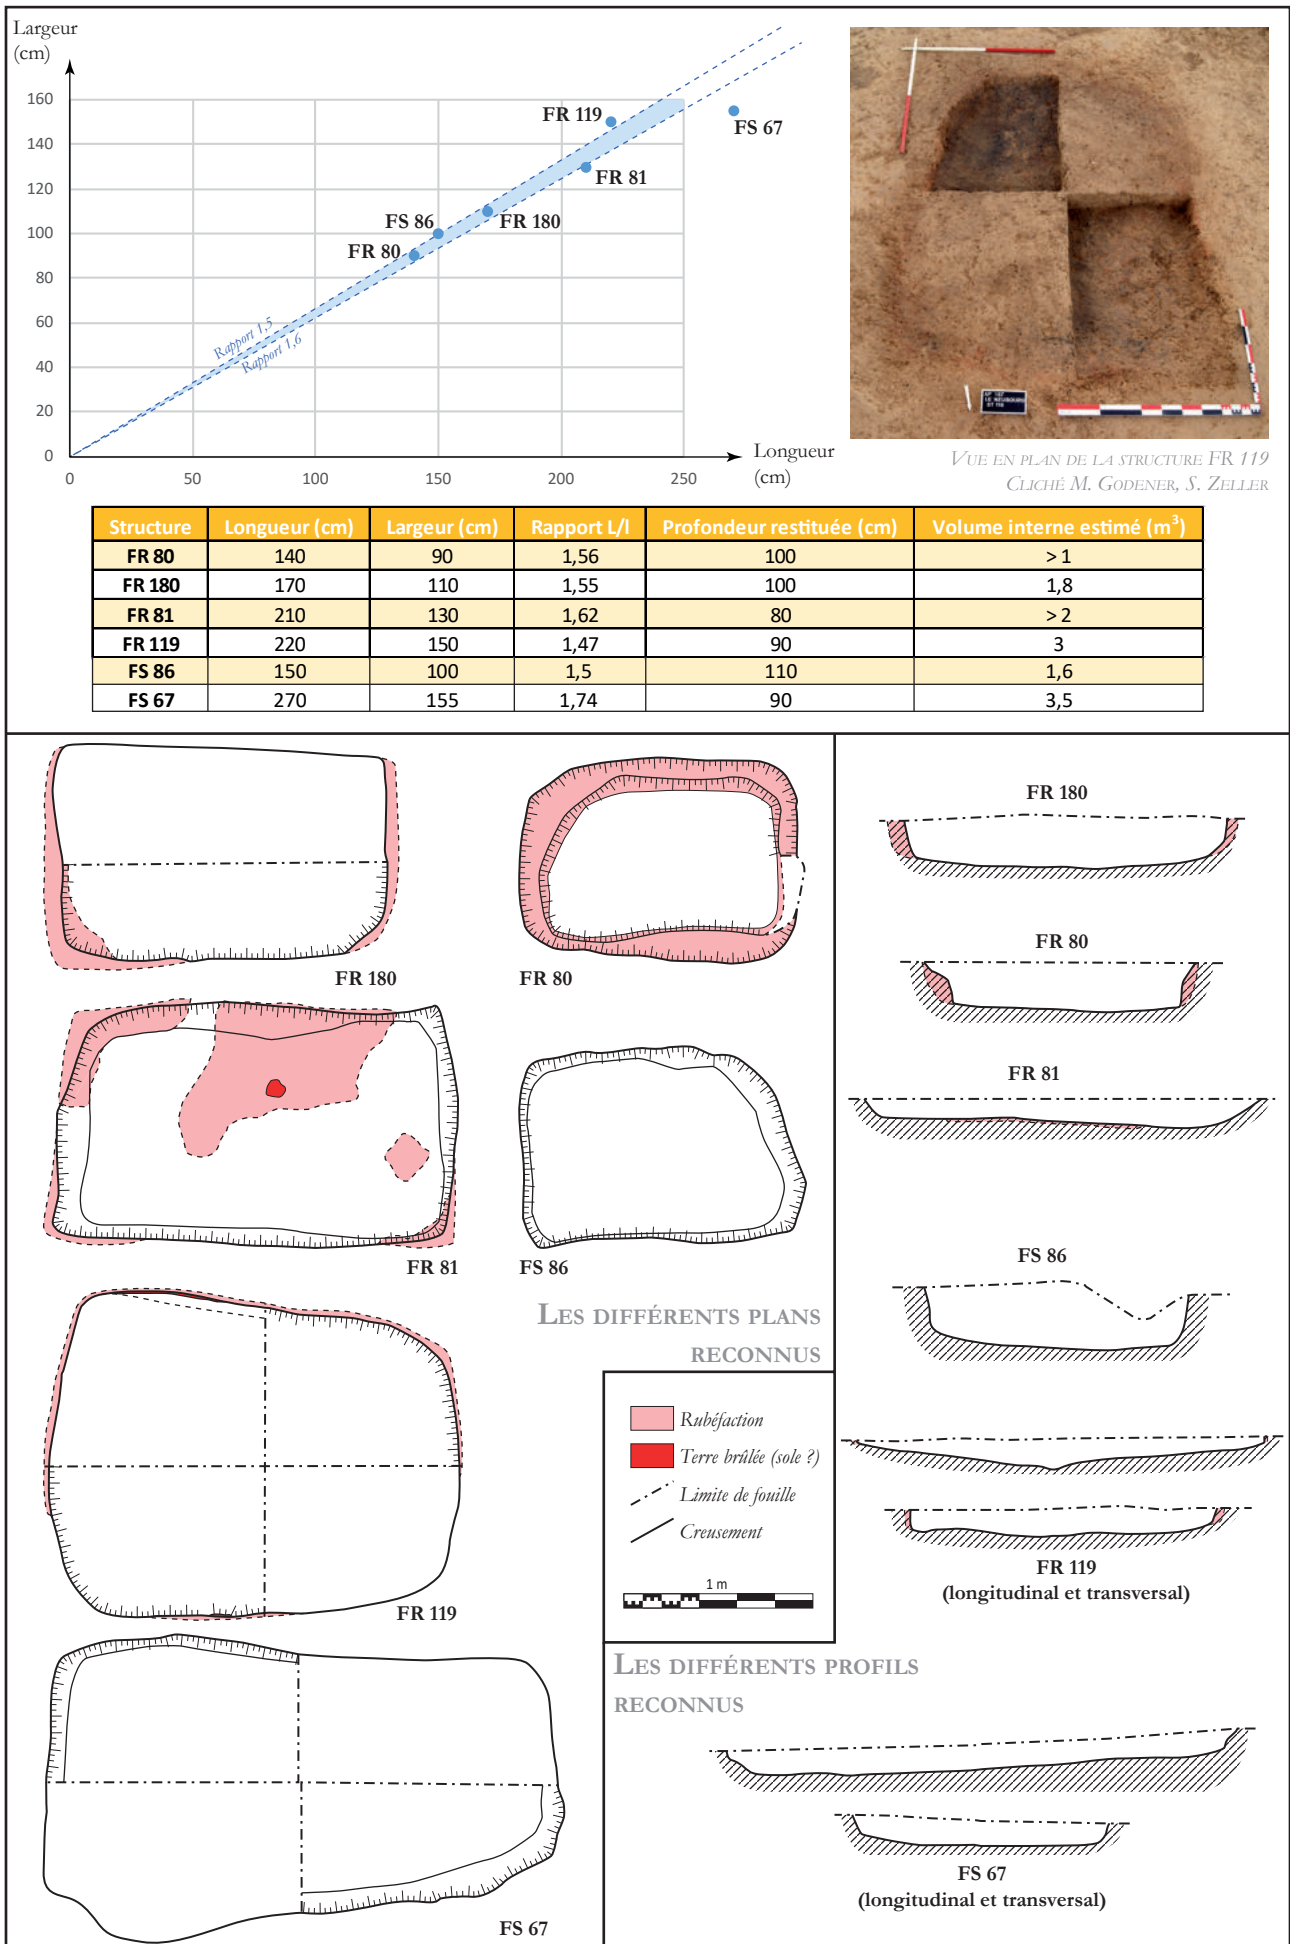 Largeur
(cm)
160
140
120
100
80
60
40
20
0
0 50 100 150 200 250
FR 119
FS 67
FR 81
FS 86
FR 180
FR 80
Rapport 1,5
Rapport 1,6
Longueur
(cm)
Vue en plan de la structure FR 119
Cliché M. Godener, S. Zeller
Structure Longueur (cm) Largeur (cm) Rapport L/l Profondeur restituée (cm) Volume interne estimé (m³)
FR 80 140 90 1,56 100 > 1
FR 180 170 110 1,55 100 1,8
FR 81 210 130 1,62 80 > 2
FR 119 220 150 1,47 90 3
FS 86 150 100 1,5 110 1,6
FS 67 270 155 1,74 90 3,5
FR 180
FR 80
FR 81
FS 86
Les différents plans
reconnus
FR 119
FS 67
Rubéfaction
Terre brûlée (sole ?)
Limite de fouille
Creusement
1 m
FR 180
FR 80
FR 81
FS 86
FR 119
(longitudinal et transversal)
Les différents profils
reconnus
FS 67
(longitudinal et transversal)